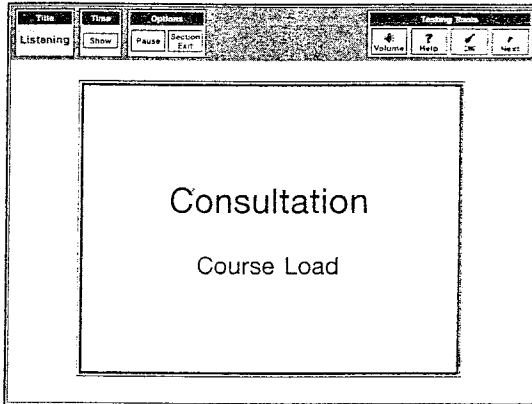 Title Time Options Testing Tools
Listening Show Pause Section Exit Volume ? Help OK Next
Consultation
Course Load